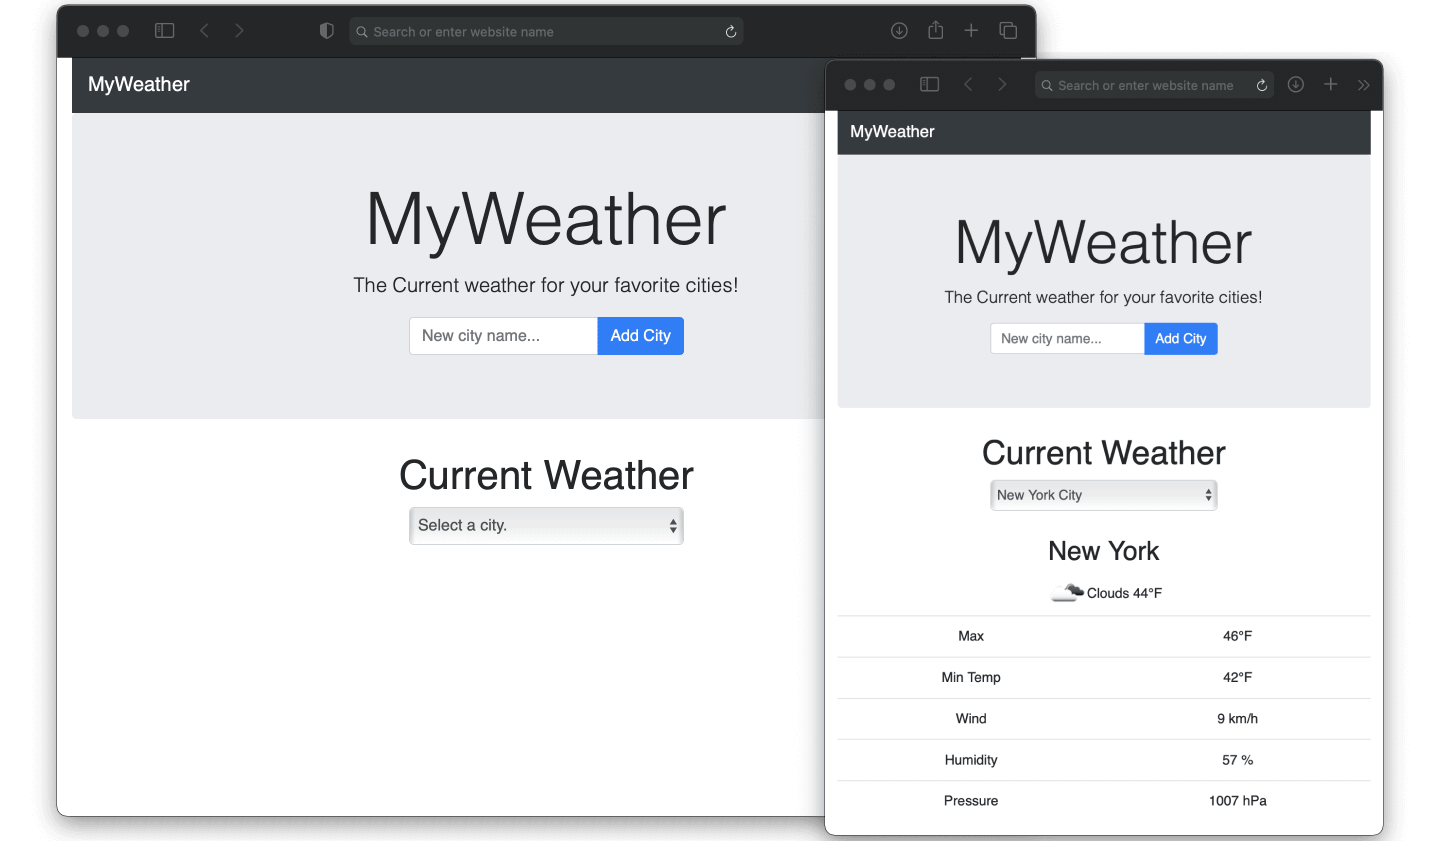 Search or enter website name
MyWeather
MyWeather
The Current weather for your favorite cities!
New city name...
Add City
Current Weather
Select a city.
Search or enter website name
MyWeather
MyWeather
The Current weather for your favorite cities!
New city name...
Add City
Current Weather
New York City
New York
Clouds 44°F
Max 46°F
Min Temp 42°F
Wind 9 km/h
Humidity 57 %
Pressure 1007 hPa